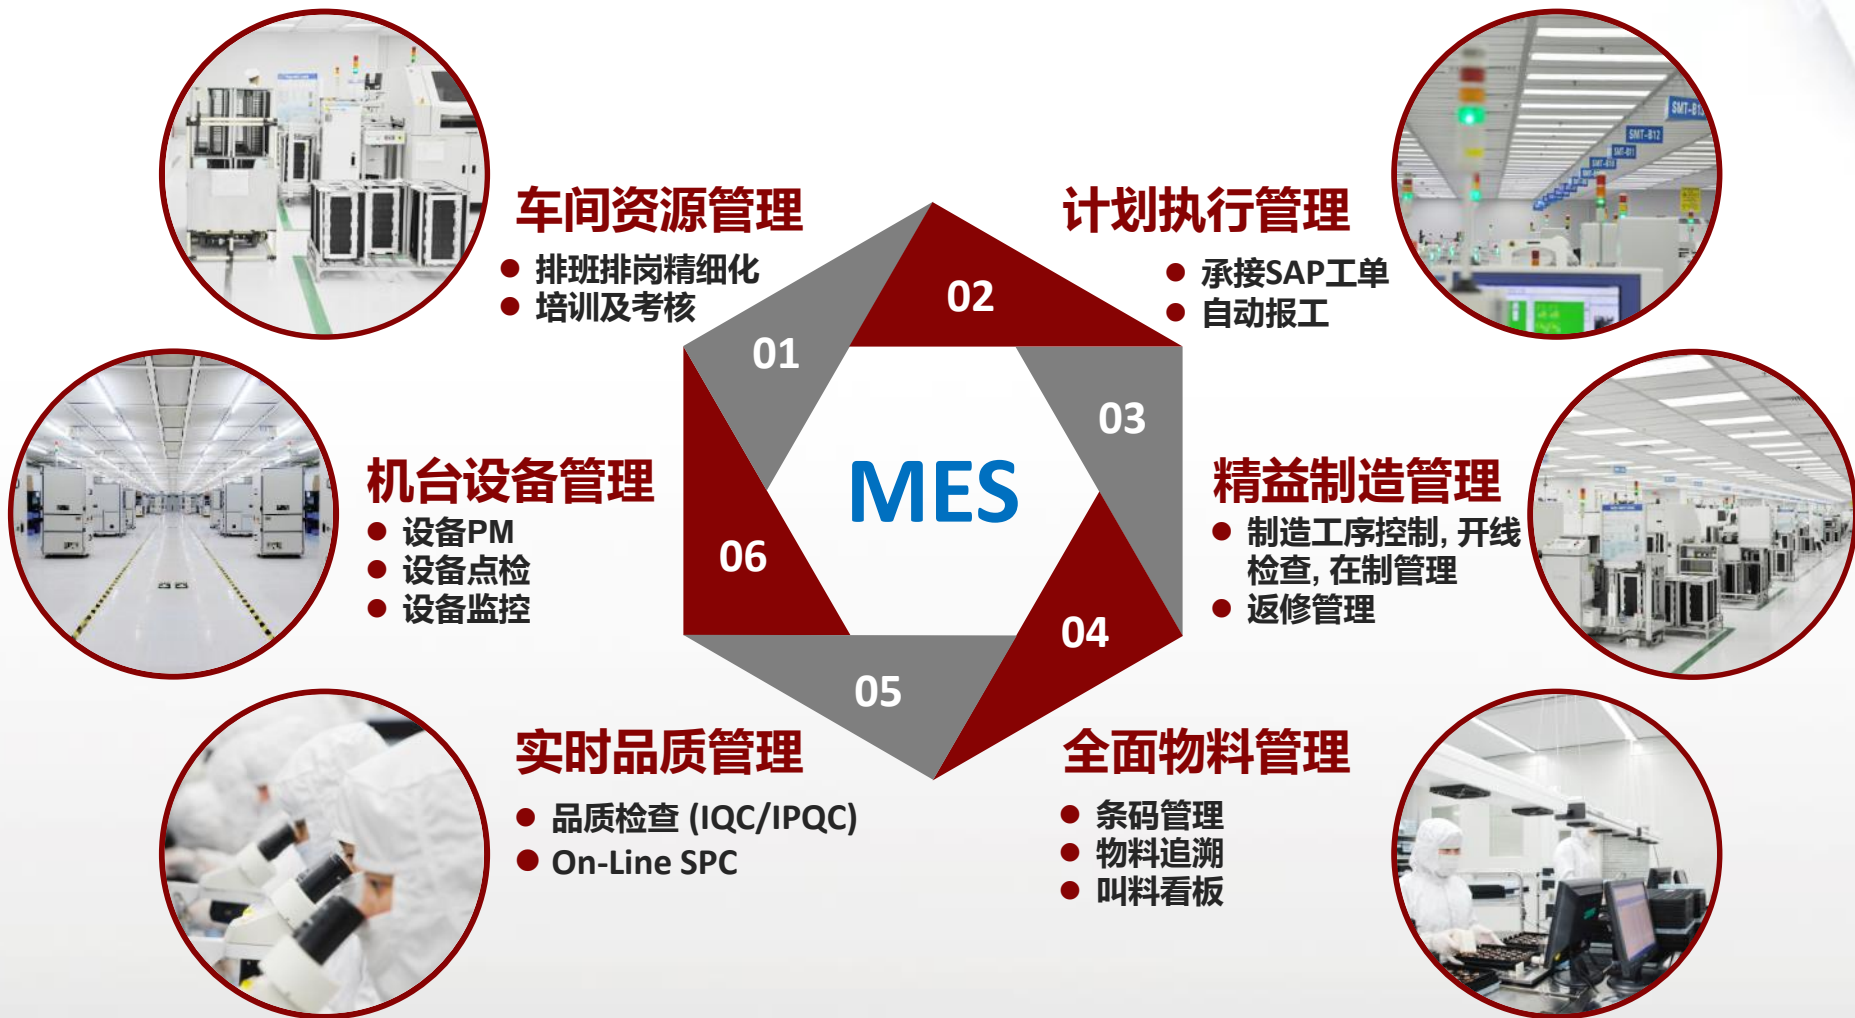 车间资源管理
排班排岗精细化
培训及考核
01
02
计划执行管理
承接SAP工单
自动报工
SMT-B12
SMT-B11
机台设备管理
设备PM
设备点检
设备监控
06
MES
03
精益制造管理
制造工序控制, 开线
检查, 在制管理
返修管理
实时品质管理
品质检查 (IQC/IPQC)
On-Line SPC
05
04
全面物料管理
条码管理
物料追溯
叫料看板